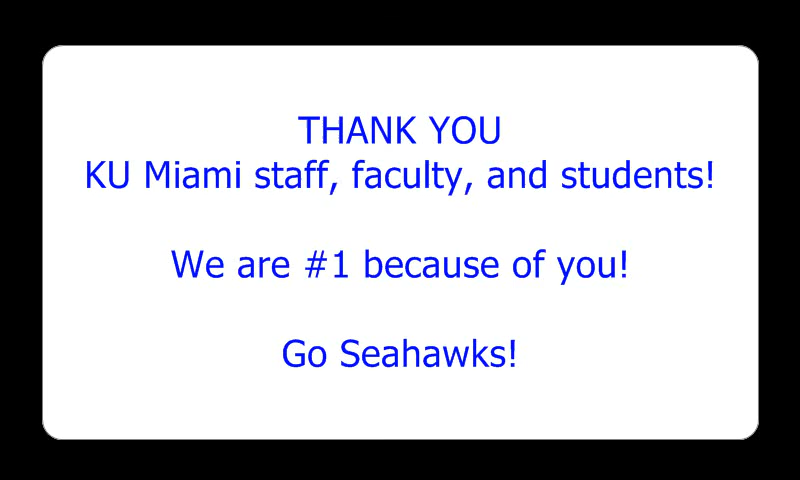 THANK YOU
KU Miami staff, faculty, and students!
We are #1 because of you!
Go Seahawks!